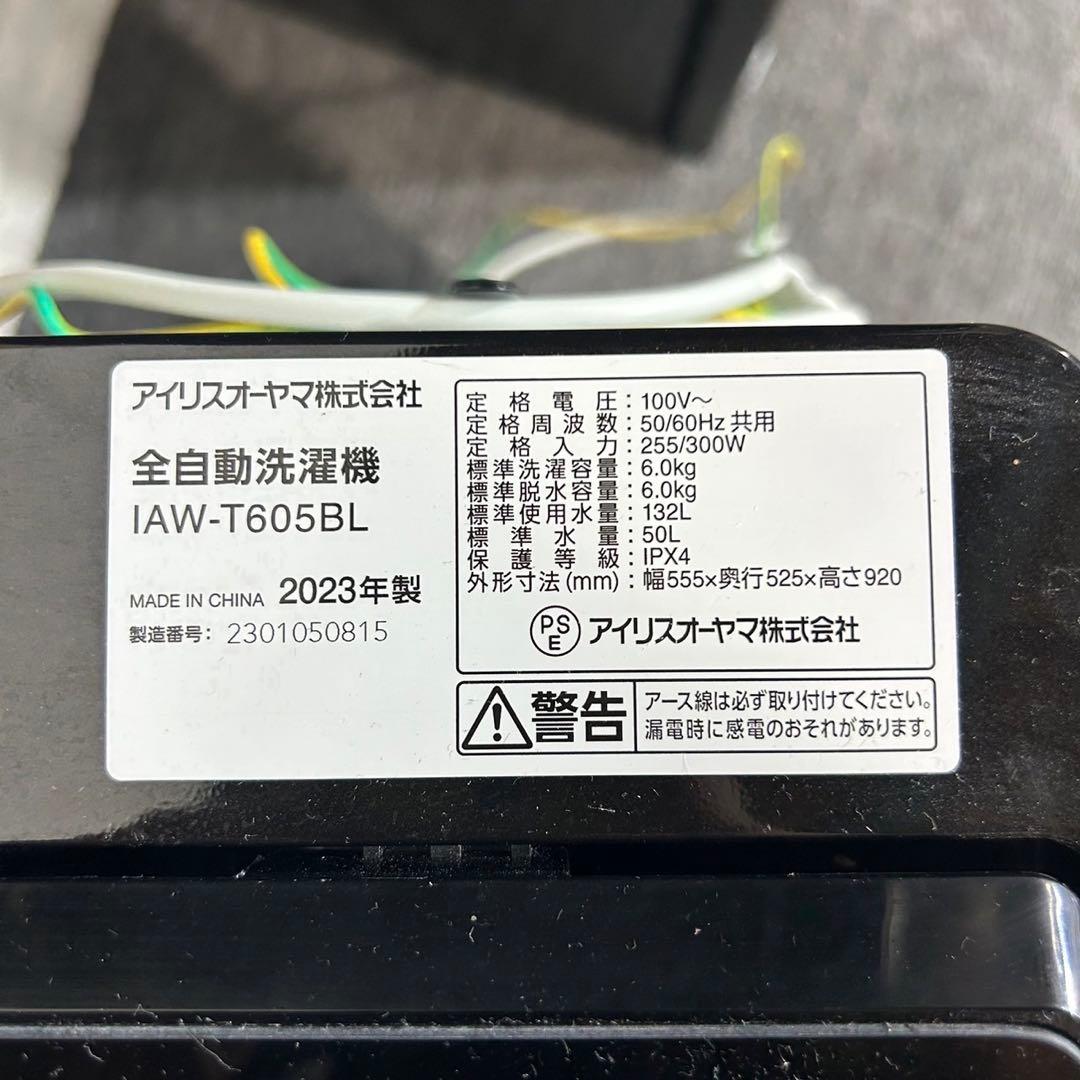 アイリスオーヤマ株式会社
全自動洗濯機
IAW-T605BL
MADE IN CHINA 2023年製
製造番号: 2301050815
定格電圧:100V～
定格周波数:50/60Hz共用
定格入力:255/300W
標準洗濯容量:6.0kg
標準脱水容量:6.0kg
標準使用水量:132L
標準水量:50L
保護等級:IPX4
外形寸法(mm):幅555×奥行525×高さ920
PSE アイリスオーヤマ株式会社
警告
アース線は必ず取り付けてください。
漏電時に感電のおそれがあります。